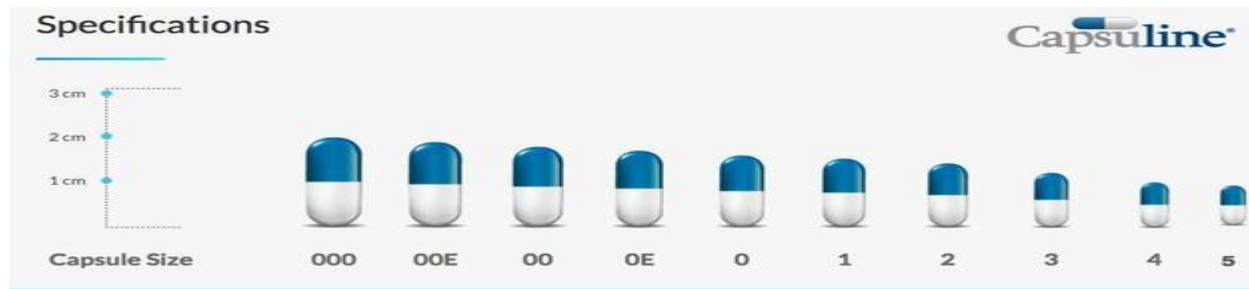 Specifications
Capsuline®
3 cm
2 cm
1 cm
Capsule Size 000 00E 00 0E 0 1 2 3 4 5